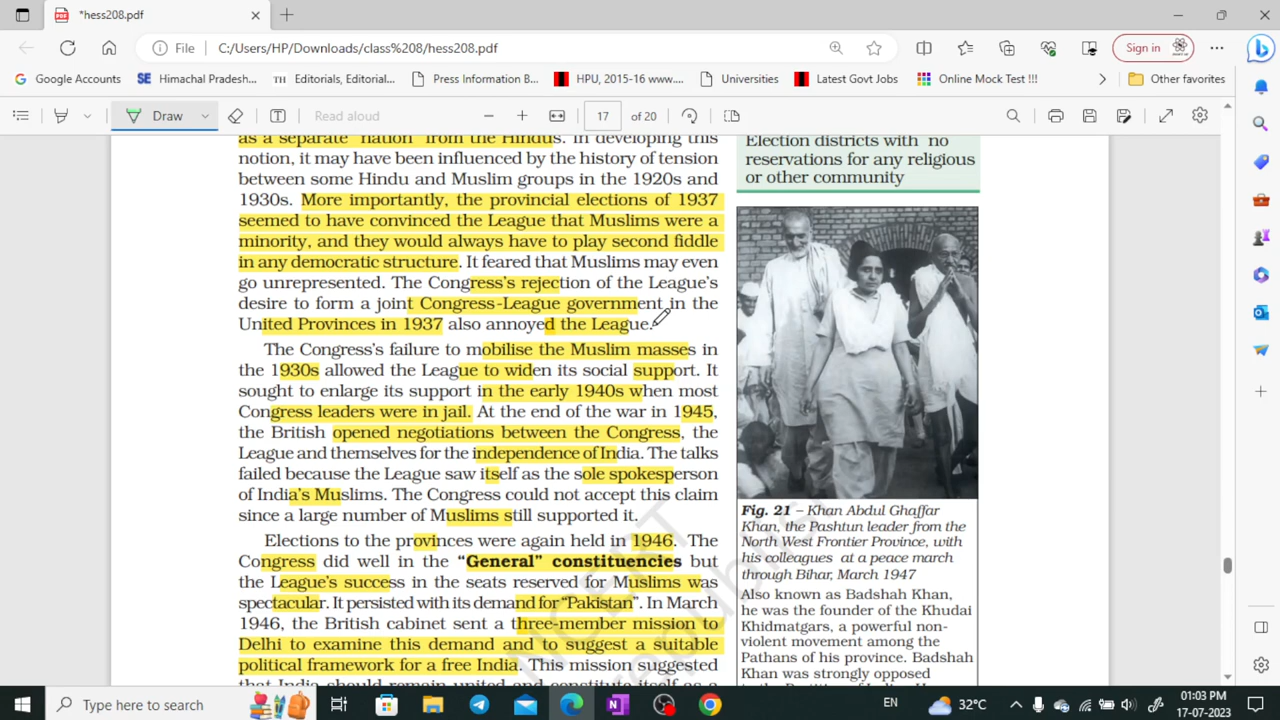 *hess208.pdf
File
C:/Users/HP/Downloads/class%208/hess208.pdf
Sign in
Google Accounts
SE Himachal Pradesh...
TH Editorials, Editorial...
Press Information B...
HPU, 2015-16 www....
Universities
Latest Govt Jobs
Online Mock Test !!!
Other favorites
Draw
Read aloud
17 of 20
as a separate "nation" from the Hindus. In developing this
notion, it may have been influenced by the history of tension
between some Hindu and Muslim groups in the 1920s and
1930s. More importantly, the provincial elections of 1937
seemed to have convinced the League that Muslims were a
minority, and they would always have to play second fiddle
in any democratic structure. It feared that Muslims may even
go unrepresented. The Congress's rejection of the League's
desire to form a joint Congress-League government in the
United Provinces in 1937 also annoyed the League.
The Congress's failure to mobilise the Muslim masses in
the 1930s allowed the League to widen its social support. It
sought to enlarge its support in the early 1940s when most
Congress leaders were in jail. At the end of the war in 1945,
the British opened negotiations between the Congress, the
League and themselves for the independence of India. The talks
failed because the League saw itself as the sole spokesperson
of India's Muslims. The Congress could not accept this claim
since a large number of Muslims still supported it.
Elections to the provinces were again held in 1946. The
Congress did well in the "General" constituencies but
the League's success in the seats reserved for Muslims was
spectacular. It persisted with its demand for "Pakistan". In March
1946, the British cabinet sent a three-member mission to
Delhi to examine this demand and to suggest a suitable
political framework for a free India. This mission suggested
that India should remain united and constitute itself as a
Election districts with no
reservations for any religious
or other community
Fig. 21 – Khan Abdul Ghaffar
Khan, the Pashtun leader from the
North West Frontier Province, with
his colleagues at a peace march
through Bihar, March 1947
Also known as Badshah Khan,
he was the founder of the Khudai
Khidmatgars, a powerful non-
violent movement among the
Pathans of his province. Badshah
Khan was strongly opposed
NCERT
Type here to search
32°C
EN
01:03 PM
17-07-2023